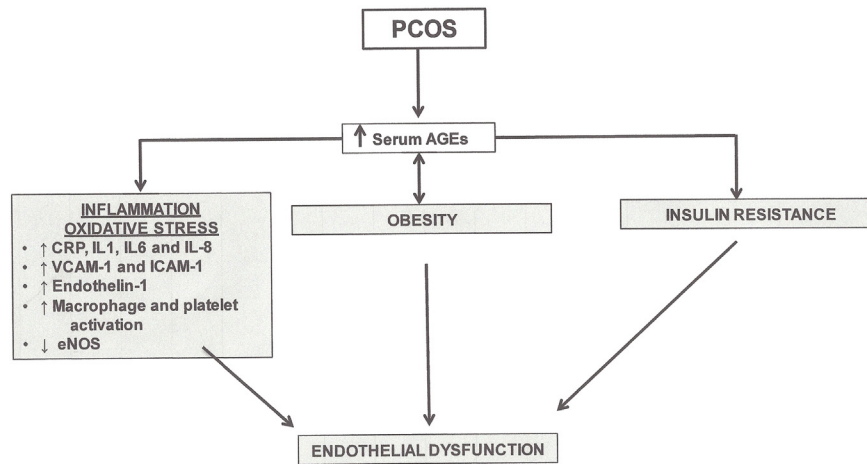 PCOS
↑ Serum AGEs
INFLAMMATION
OXIDATIVE STRESS
• ↑ CRP, IL1, IL6 and IL-8
• ↑ VCAM-1 and ICAM-1
• ↑ Endothelin-1
• ↑ Macrophage and platelet
activation
• ↓ eNOS
OBESITY
INSULIN RESISTANCE
ENDOTHELIAL DYSFUNCTION